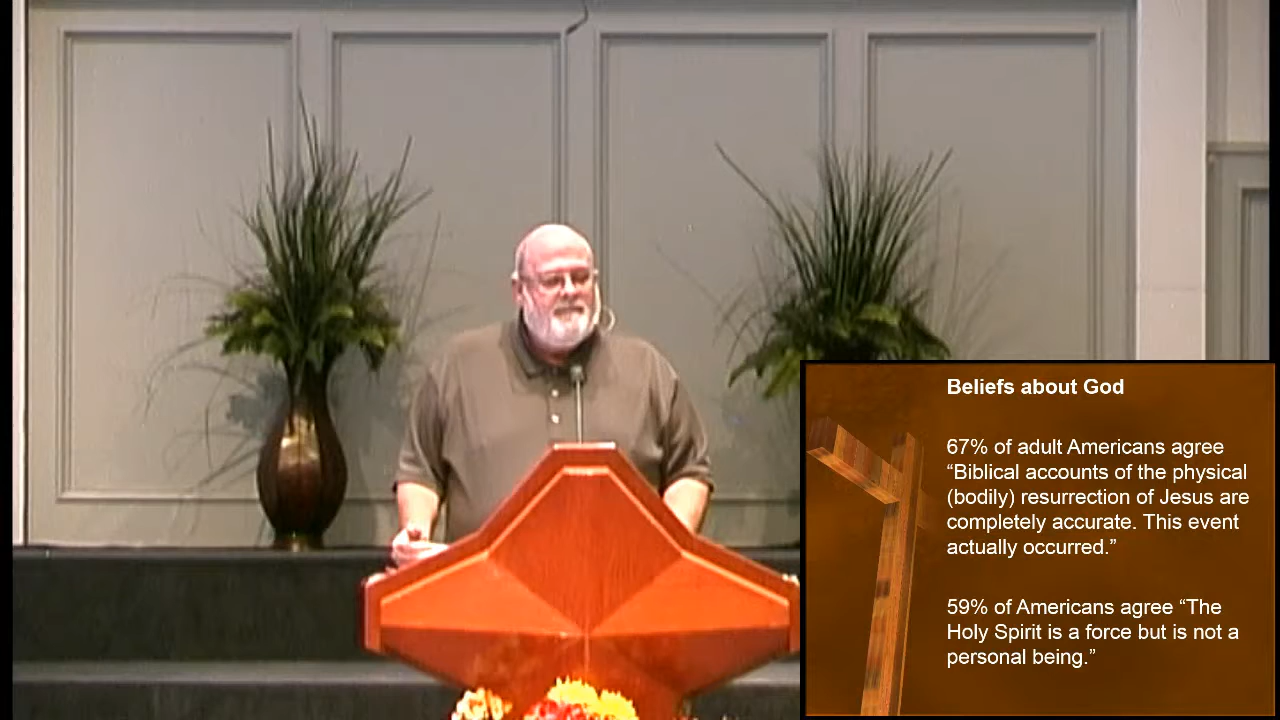 Beliefs about God
67% of adult Americans agree
“Biblical accounts of the physical
(bodily) resurrection of Jesus are
completely accurate. This event
actually occurred.”
59% of Americans agree “The
Holy Spirit is a force but is not a
personal being.”